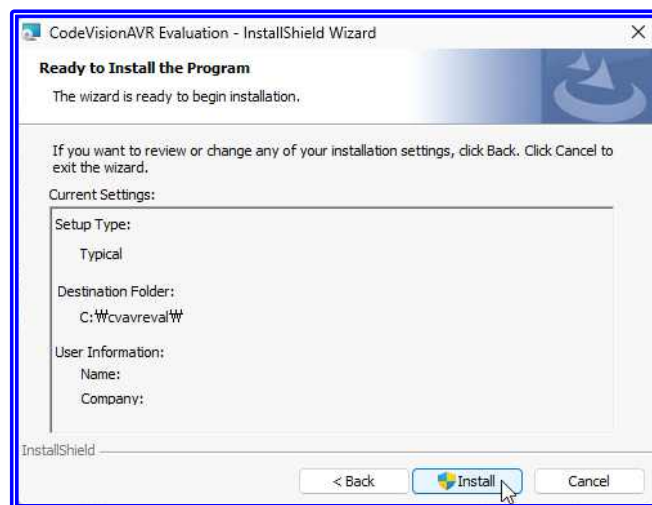 CodeVisionAVR Evaluation - InstallShield Wizard
Ready to Install the Program
The wizard is ready to begin installation.
If you want to review or change any of your installation settings, click Back. Click Cancel to
exit the wizard.
Current Settings:
Setup Type:
Typical
Destination Folder:
C:₩cvavreval₩
User Information:
Name:
Company:
InstallShield
< Back
Install
Cancel